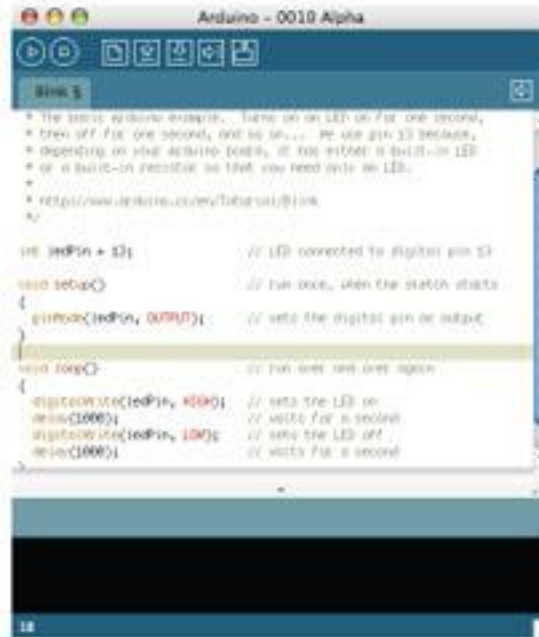 Arduino - 0010 Alpha
Blink §
* The basic Arduino example. Turns on an LED on for one second,
* then off for one second, and so on... We use pin 13 because,
* depending on your Arduino board, it has either a built-in LED
* or a built-in resistor so that you need only an LED.
*
* http://www.arduino.cc/en/Tutorial/Blink
*/
int ledPin = 13; // LED connected to digital pin 13
void setup() // run once, when the sketch starts
{
pinMode(ledPin, OUTPUT); // sets the digital pin as output
}
void loop() // run over and over again
{
digitalWrite(ledPin, HIGH); // sets the LED on
delay(1000); // waits for a second
digitalWrite(ledPin, LOW); // sets the LED off
delay(1000); // waits for a second
18